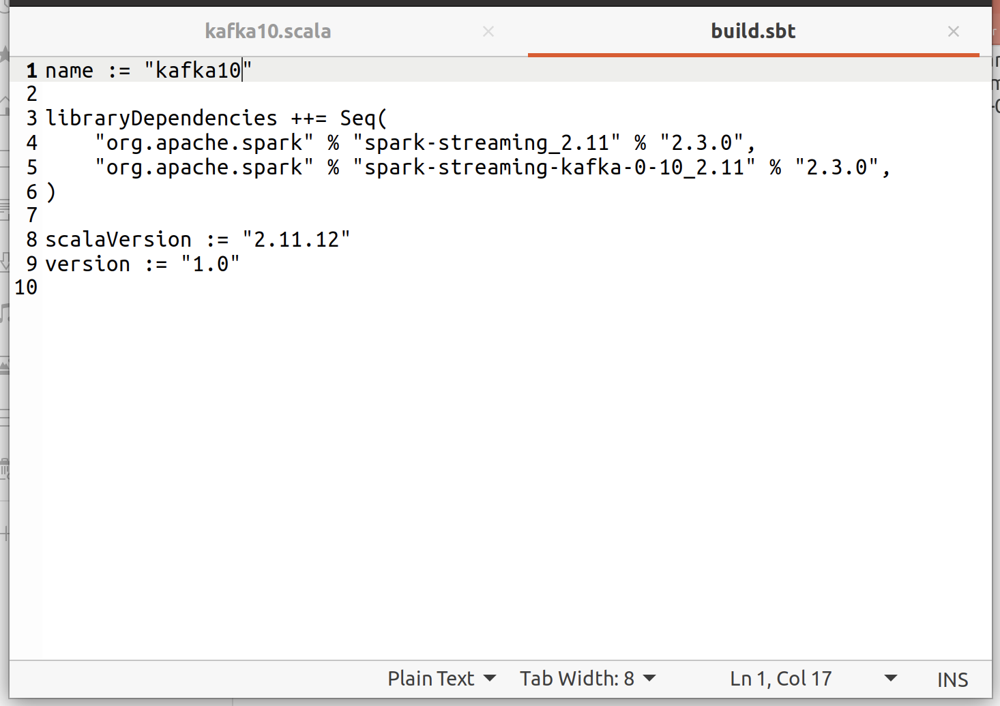 kafka10.scala × build.sbt ×
1 name := "kafka10"
2
3 libraryDependencies ++= Seq(
4     "org.apache.spark" % "spark-streaming_2.11" % "2.3.0",
5     "org.apache.spark" % "spark-streaming-kafka-0-10_2.11" % "2.3.0",
6 )
7
8 scalaVersion := "2.11.12"
9 version := "1.0"
10
Plain Text Tab Width: 8 Ln 1, Col 17 INS